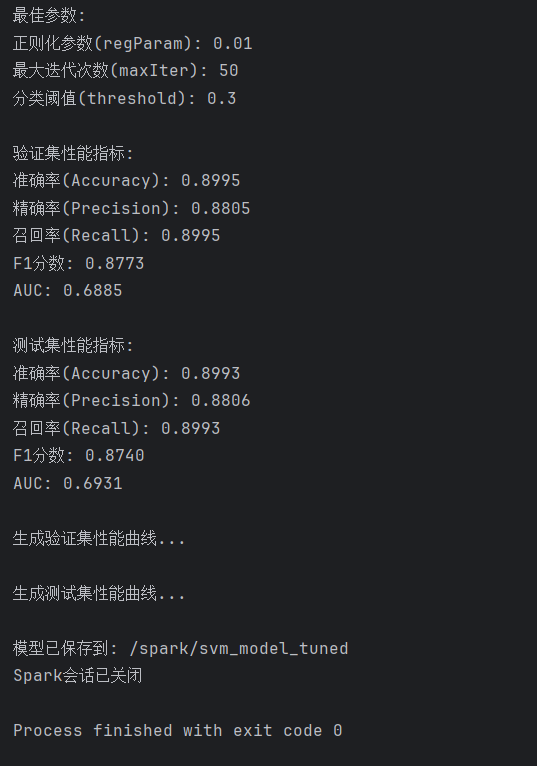 最佳参数:
正则化参数(regParam): 0.01
最大迭代次数(maxIter): 50
分类阈值(threshold): 0.3
验证集性能指标:
准确率(Accuracy): 0.8995
精确率(Precision): 0.8805
召回率(Recall): 0.8995
F1分数: 0.8773
AUC: 0.6885
测试集性能指标:
准确率(Accuracy): 0.8993
精确率(Precision): 0.8806
召回率(Recall): 0.8993
F1分数: 0.8740
AUC: 0.6931
生成验证集性能曲线...
生成测试集性能曲线...
模型已保存到: /spark/svm_model_tuned
Spark会话已关闭
Process finished with exit code 0